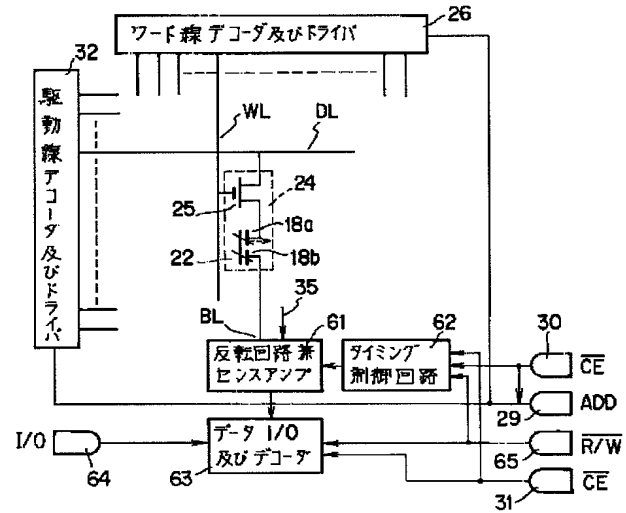 ワード線デコーダ及びドライバ
26
32
駆動線デコーダ及びドライバ
WL
DL
24
25
18a
22
18b
BL
35
61
62
30
反転回路兼
センスアンプ
タイミング
制御回路
C̅E̅
29
ADD
I/O
64
データ I/O
及びデコーダ
63
65
R̅/̅W̅
31
C̅E̅